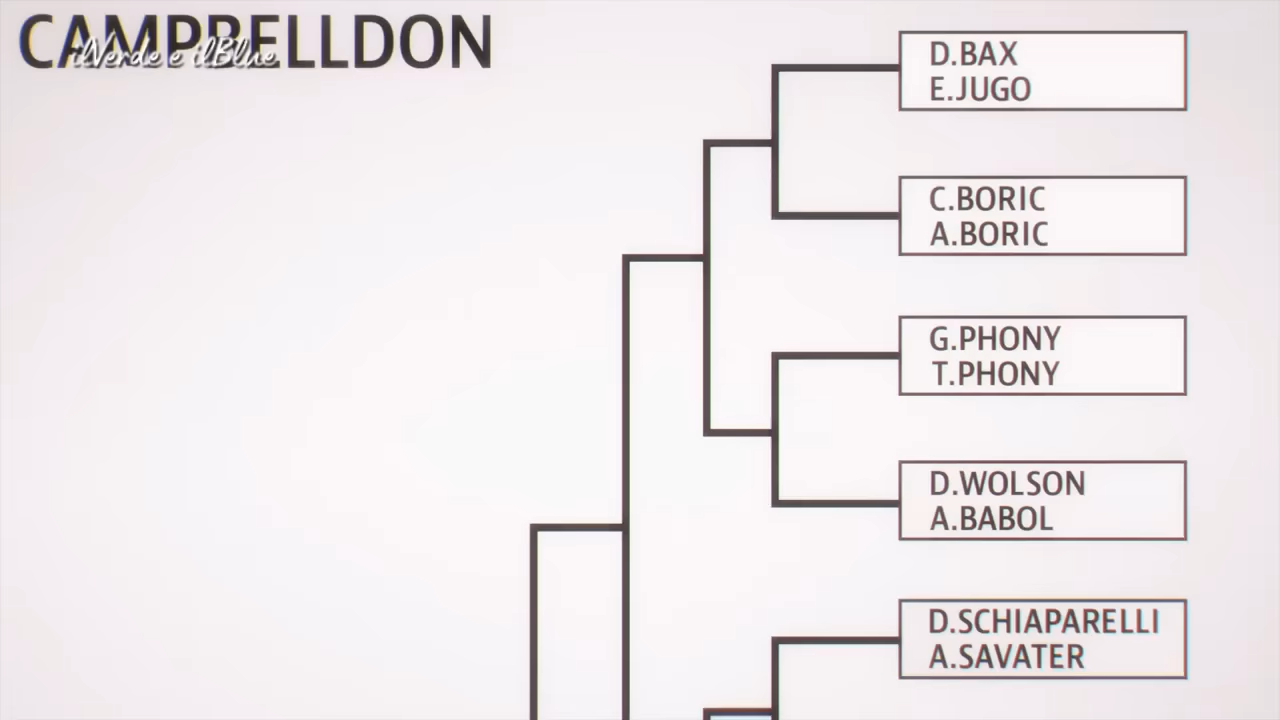 CAMPBELLDON
ilVerde e ilBlue
D.BAX
E.JUGO
C.BORIC
A.BORIC
G.PHONY
T.PHONY
D.WOLSON
A.BABOL
D.SCHIAPARELLI
A.SAVATER